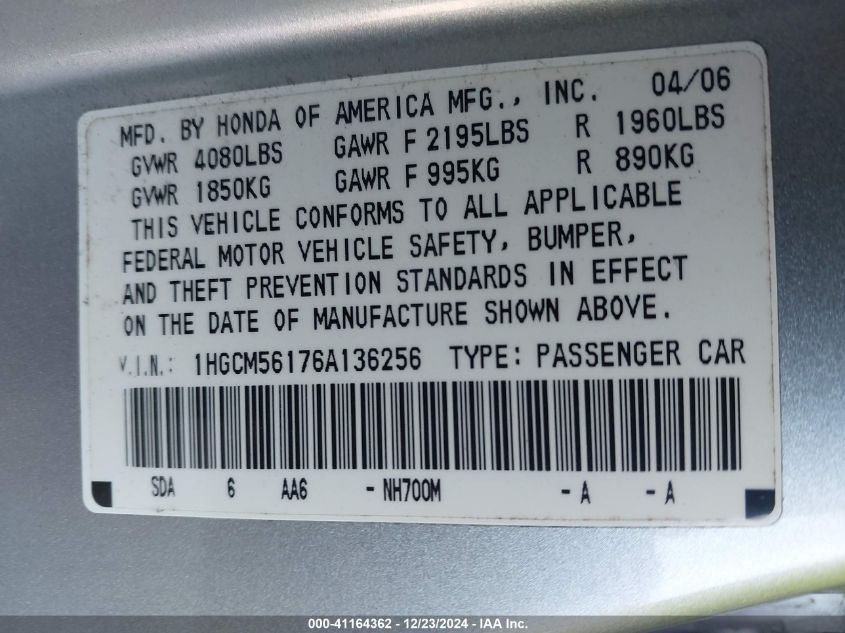 MFD. BY HONDA OF AMERICA MFG., INC. 04/06
GVWR 4080LBS GAWR F 2195LBS R 1960LBS
GVWR 1850KG GAWR F 995KG R 890KG
THIS VEHICLE CONFORMS TO ALL APPLICABLE
FEDERAL MOTOR VEHICLE SAFETY, BUMPER,
AND THEFT PREVENTION STANDARDS IN EFFECT
ON THE DATE OF MANUFACTURE SHOWN ABOVE.
V.I.N.: 1HGCM56176A136256 TYPE: PASSENGER CAR
SDA 6 AA6 - NH700M - A - A
000-41164362 - 12/23/2024 - IAA Inc.